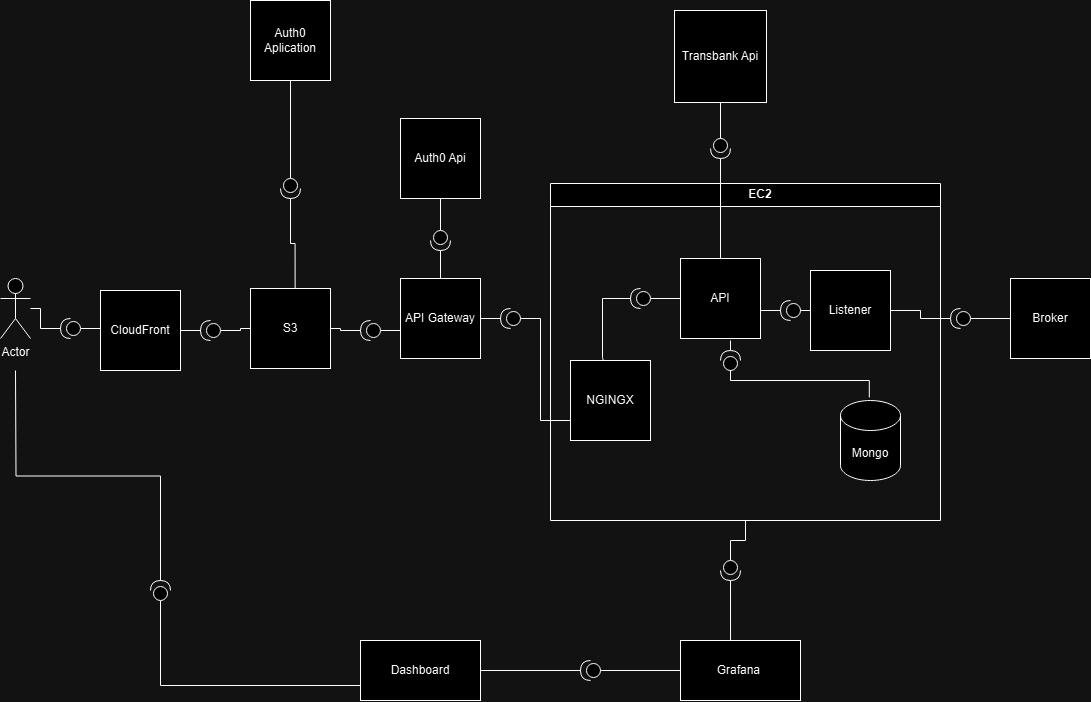 Auth0
Aplication
Transbank Api
Auth0 Api
EC2
API
Listener
Broker
API Gateway
S3
CloudFront
Actor
NGINGX
Mongo
Dashboard
Grafana